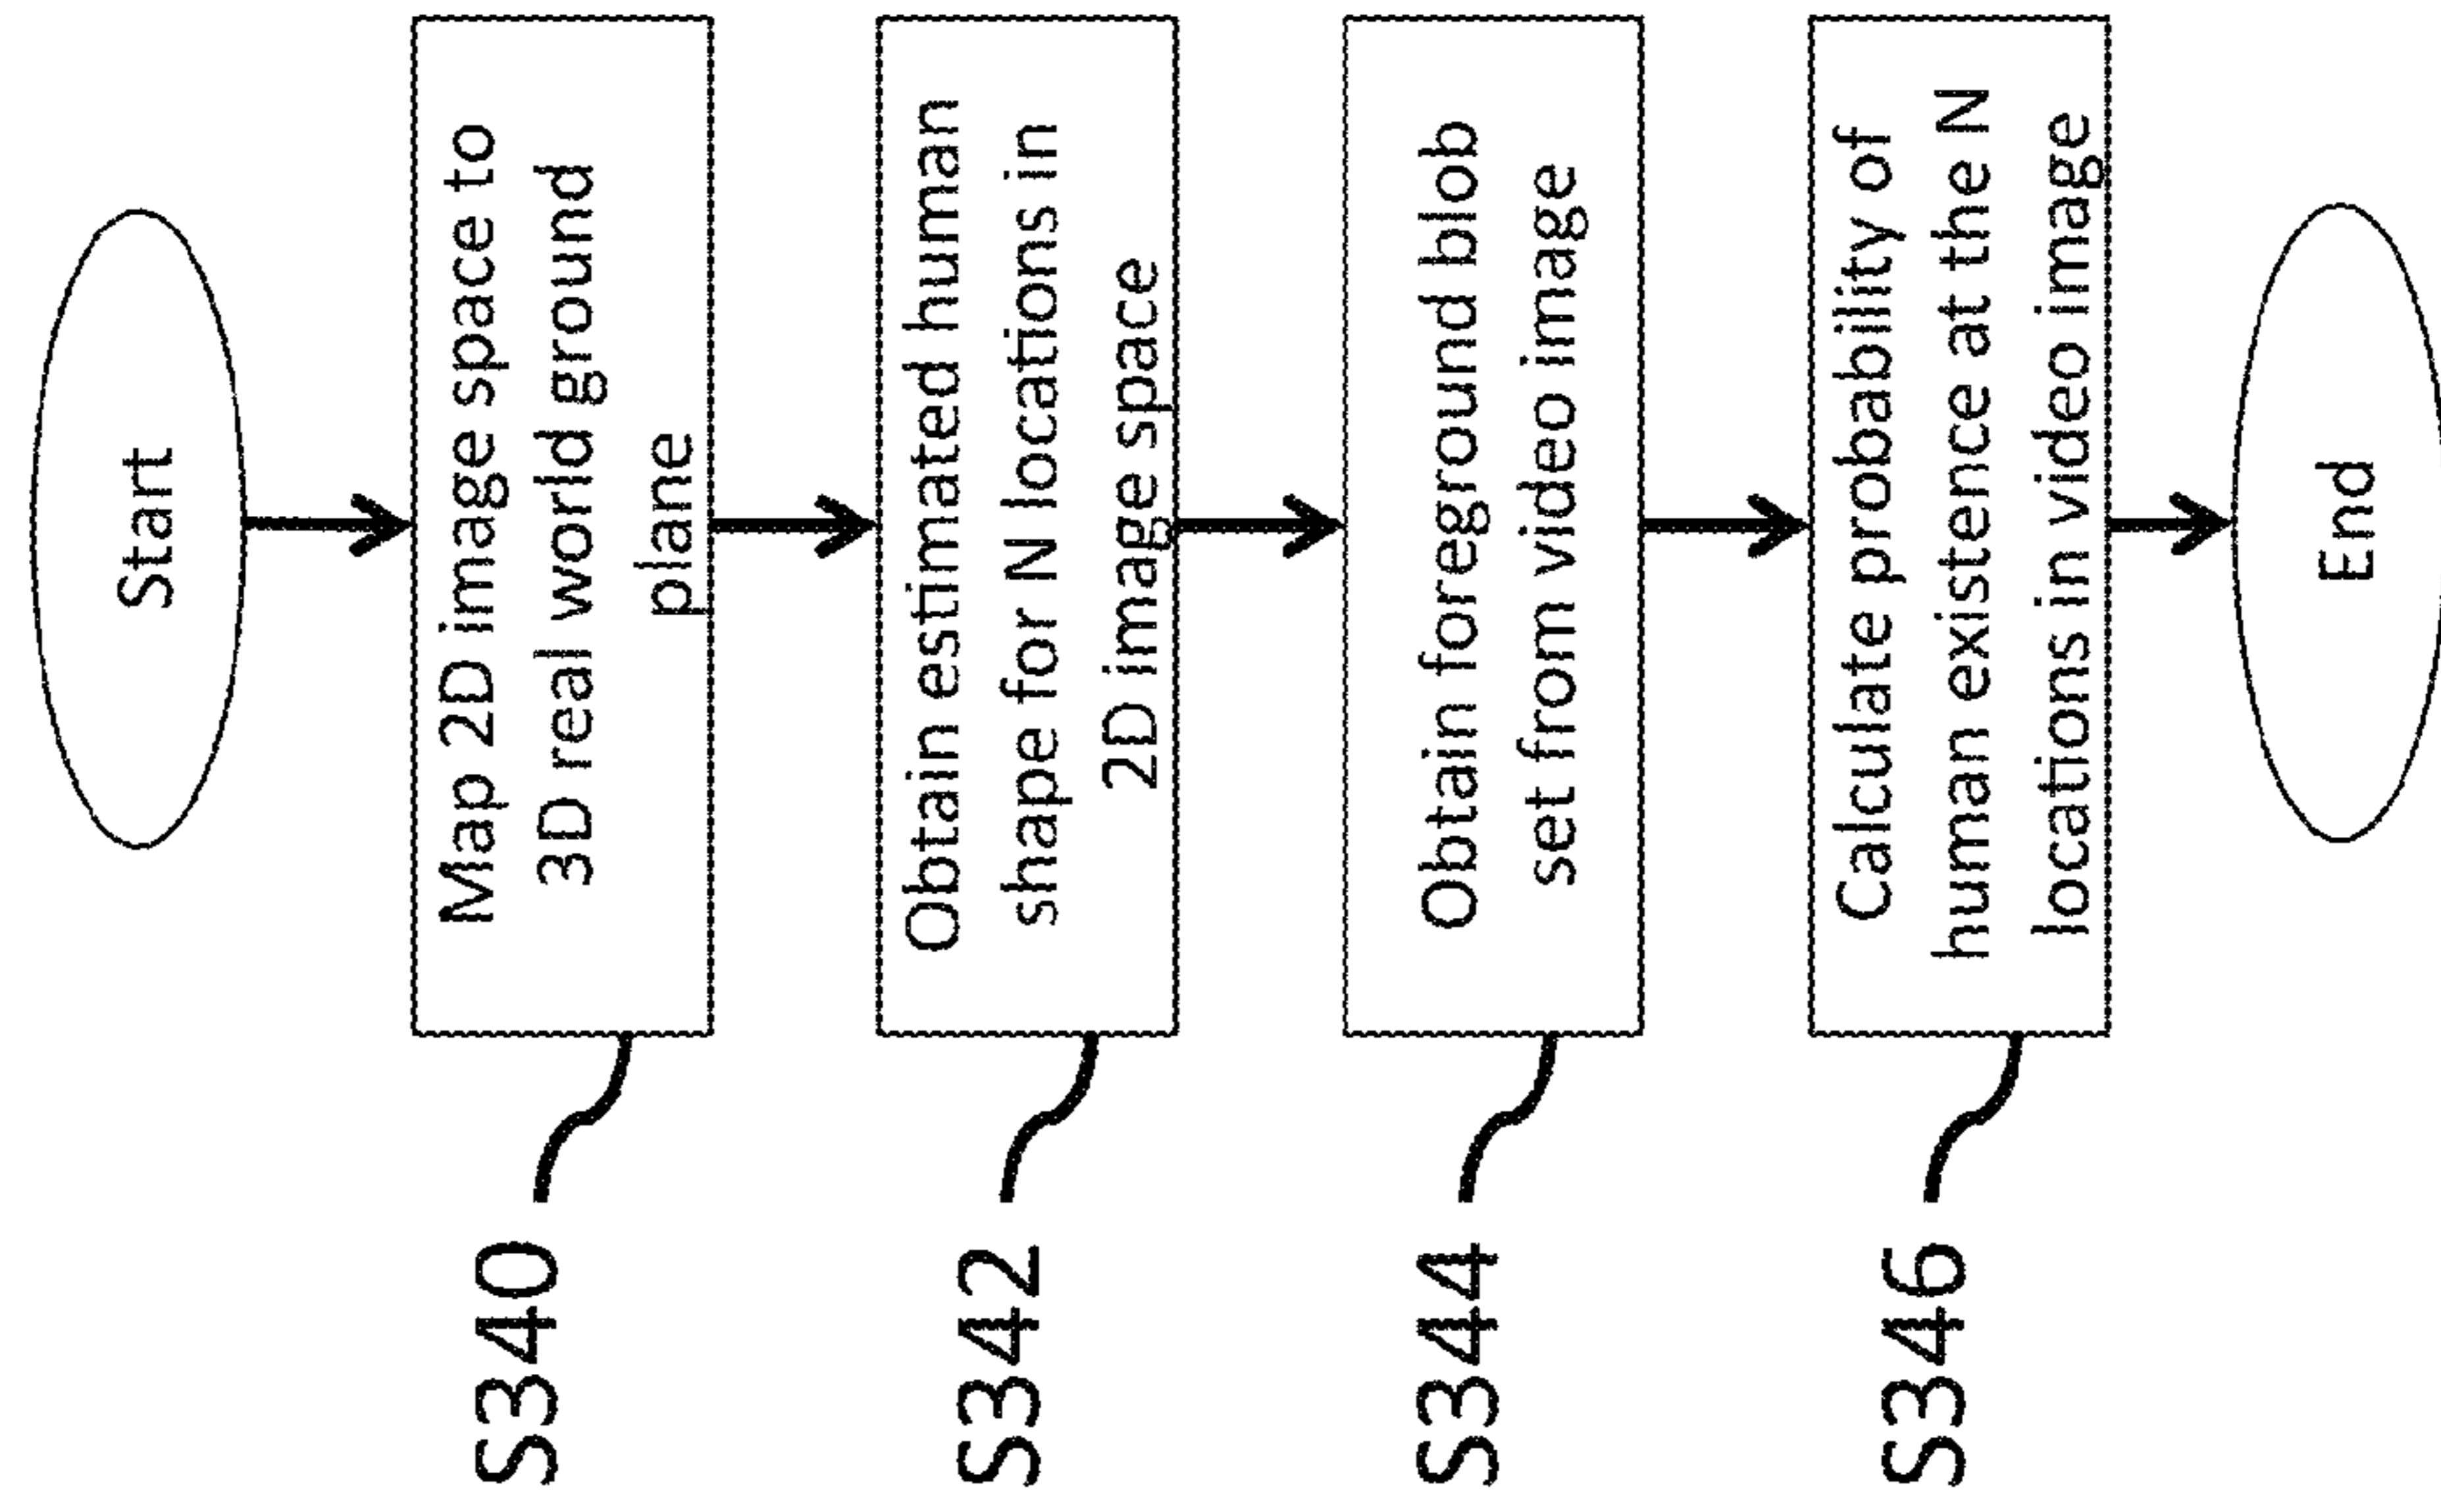 Start
S340
Map 2D image space to
3D real world ground
plane
S342
Obtain estimated human
shape for N locations in
2D image space
S344
Obtain foreground blob
set from video image
S346
Calculate probability of
human existence at the N
locations in video image
End